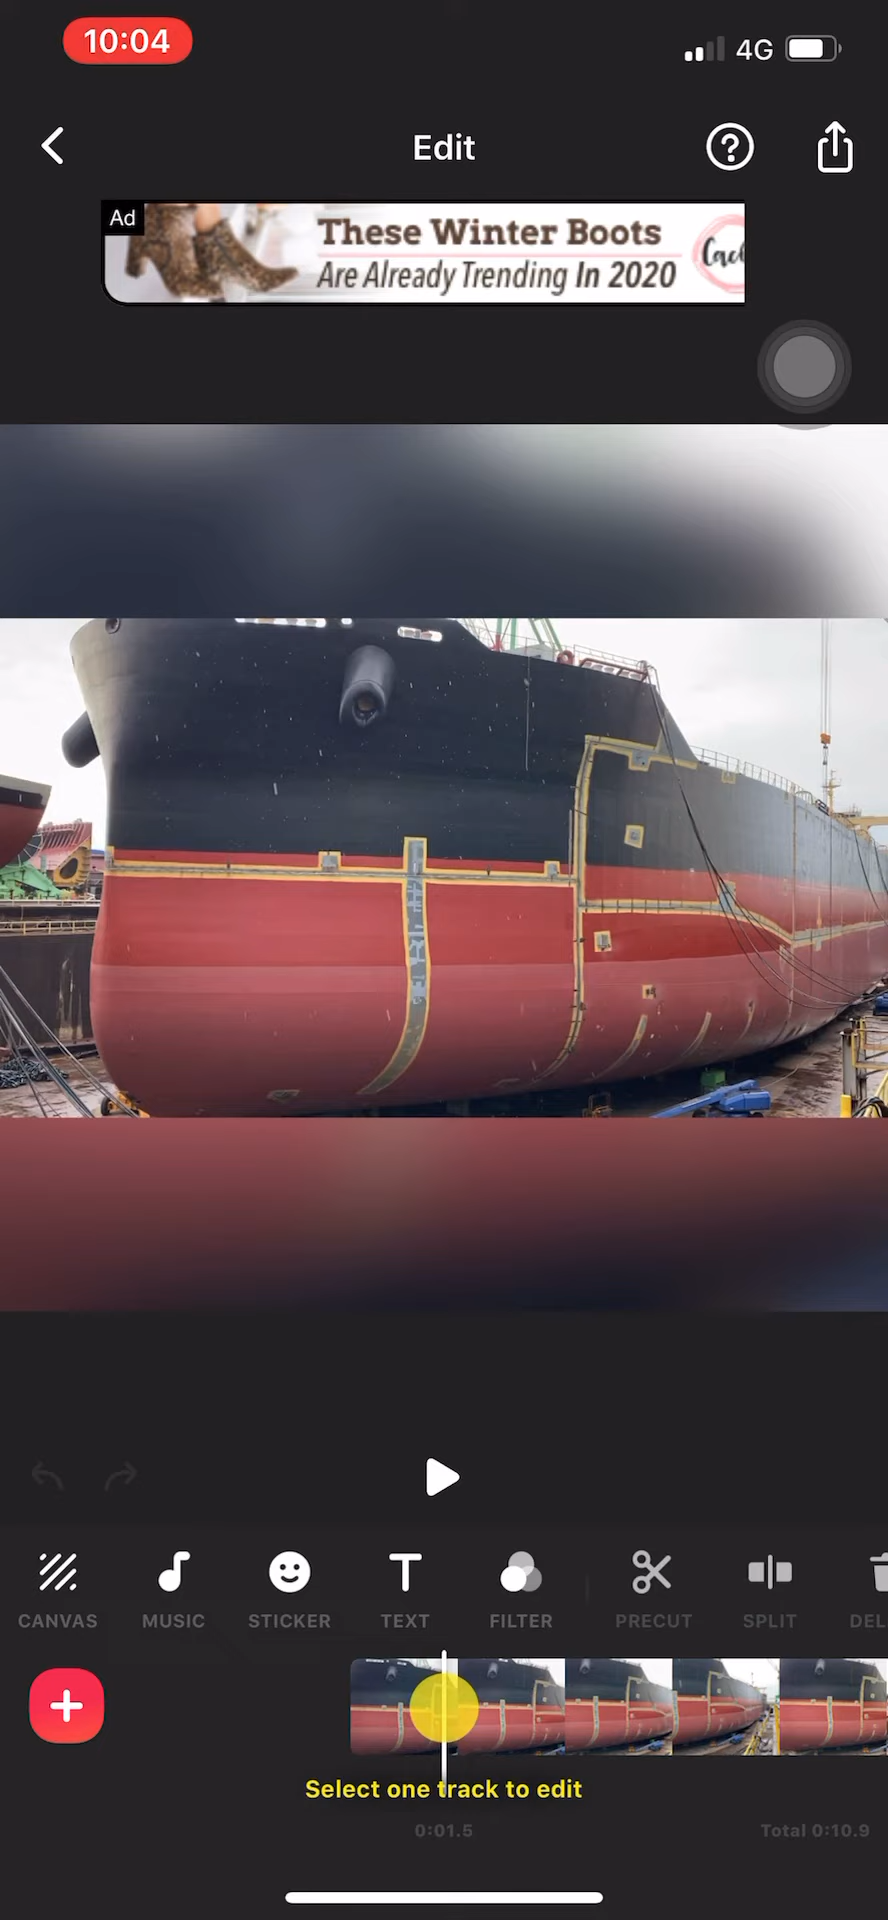 10:04
4G
Edit
Ad
These Winter Boots
Are Already Trending In 2020
CANVAS
MUSIC
STICKER
TEXT
FILTER
PRECUT
SPLIT
DEL
Select one track to edit
0:01.5
Total 0:10.9